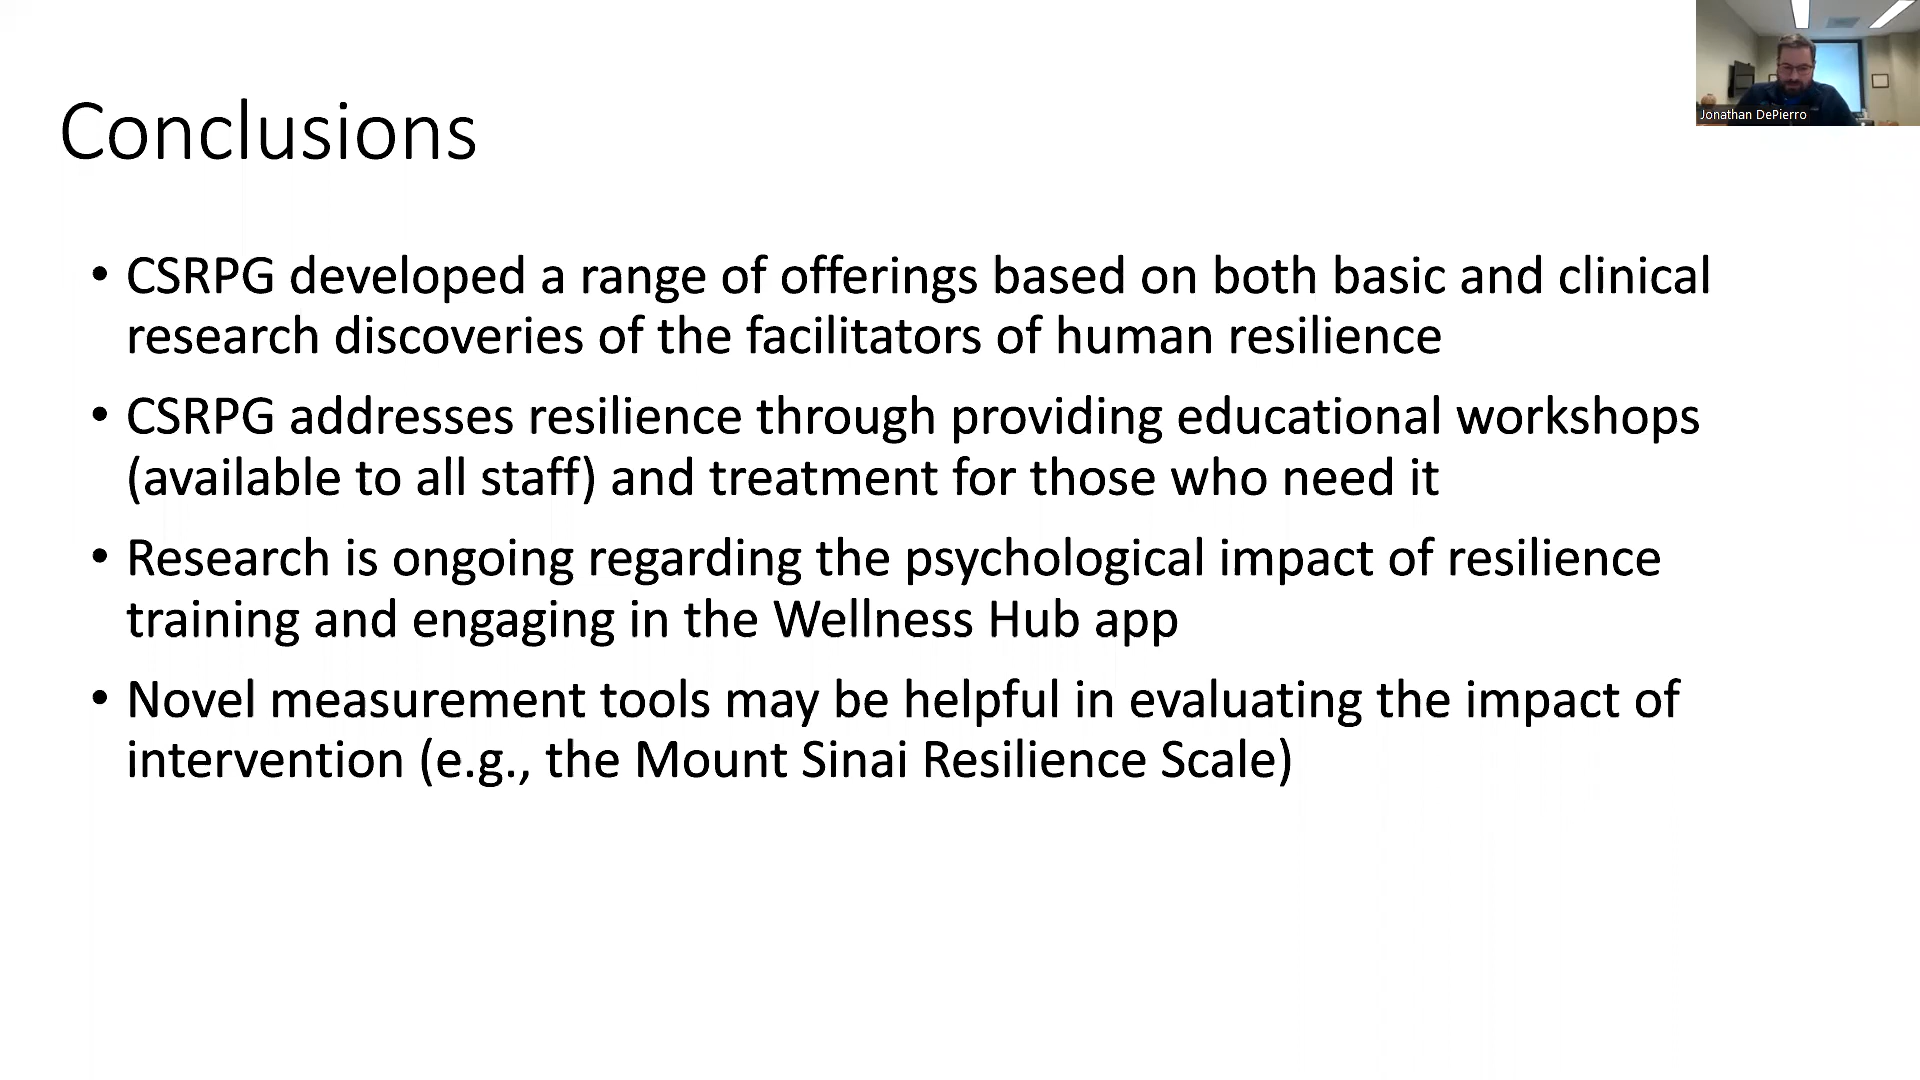 Jonathan DePierro
Conclusions
• CSRPG developed a range of offerings based on both basic and clinical
research discoveries of the facilitators of human resilience
• CSRPG addresses resilience through providing educational workshops
(available to all staff) and treatment for those who need it
• Research is ongoing regarding the psychological impact of resilience
training and engaging in the Wellness Hub app
• Novel measurement tools may be helpful in evaluating the impact of
intervention (e.g., the Mount Sinai Resilience Scale)